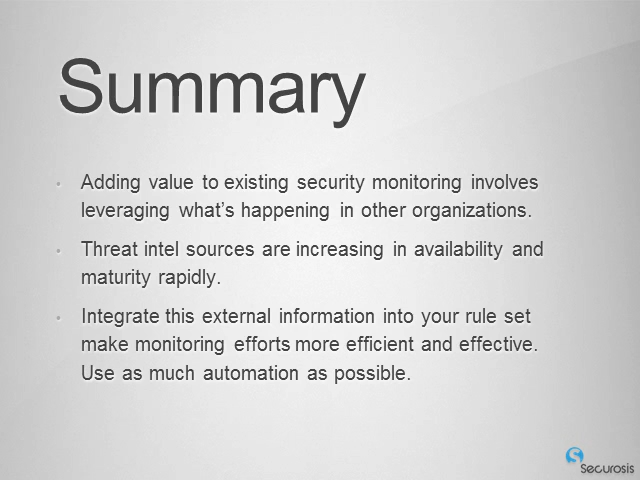 Summary
• Adding value to existing security monitoring involves
leveraging what's happening in other organizations.
• Threat intel sources are increasing in availability and
maturity rapidly.
• Integrate this external information into your rule set
make monitoring efforts more efficient and effective.
Use as much automation as possible.
Securosis